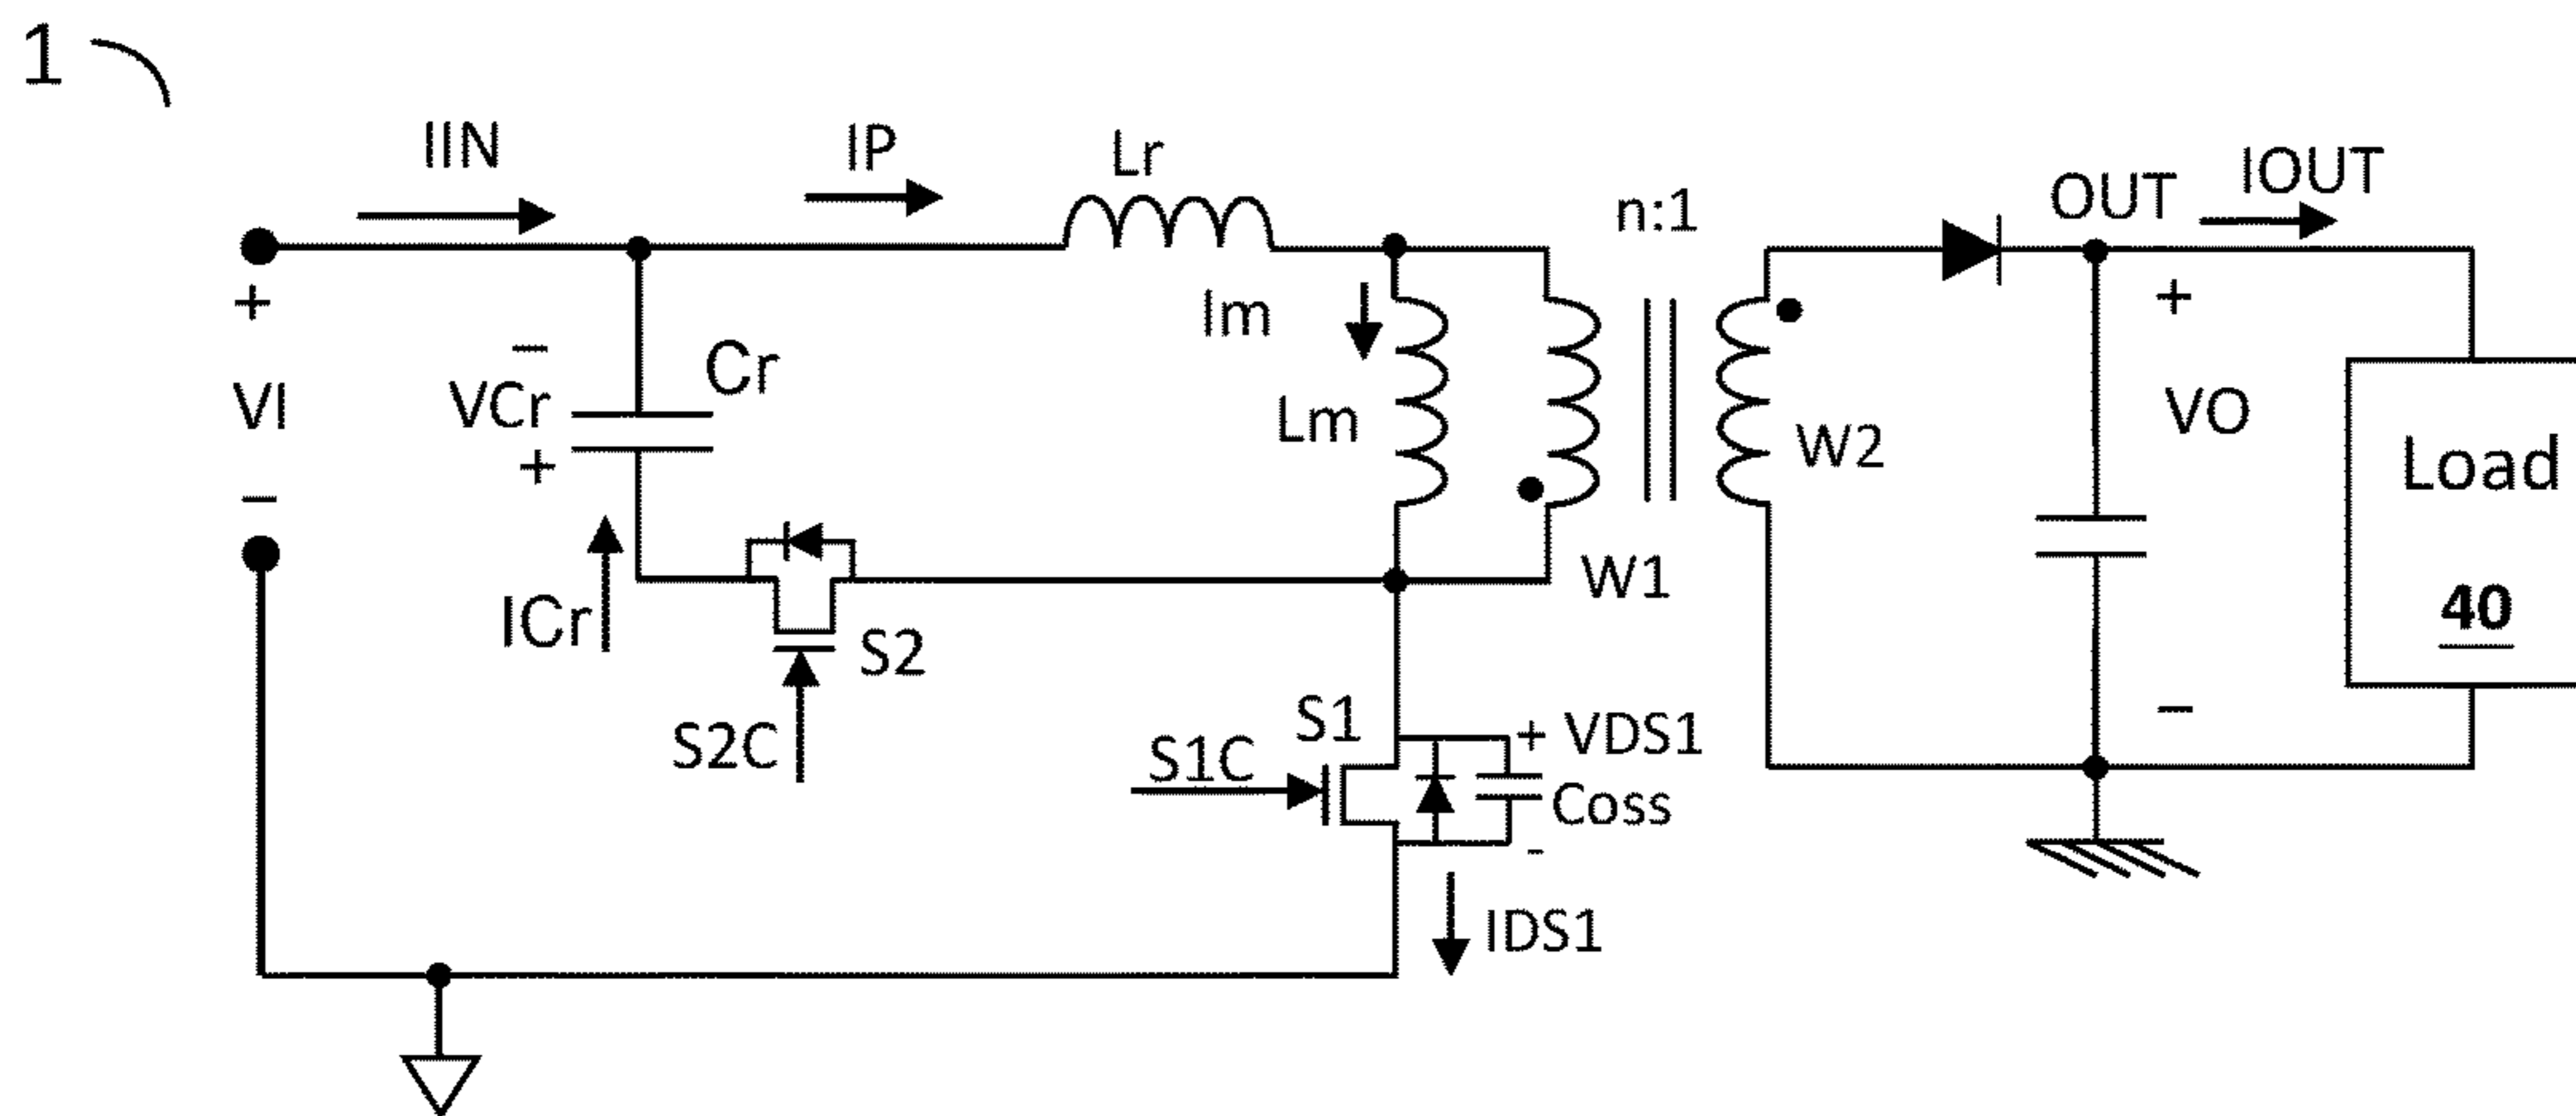 1
IIN
IP
Lr
n:1
OUT
IOUT
+
VI
−
−
VCr
+
Cr
Im
Lm
W1
W2
+
VO
−
Load
40
ICr
S2
S2C
S1
S1C
+ VDS1
Coss
-
IDS1